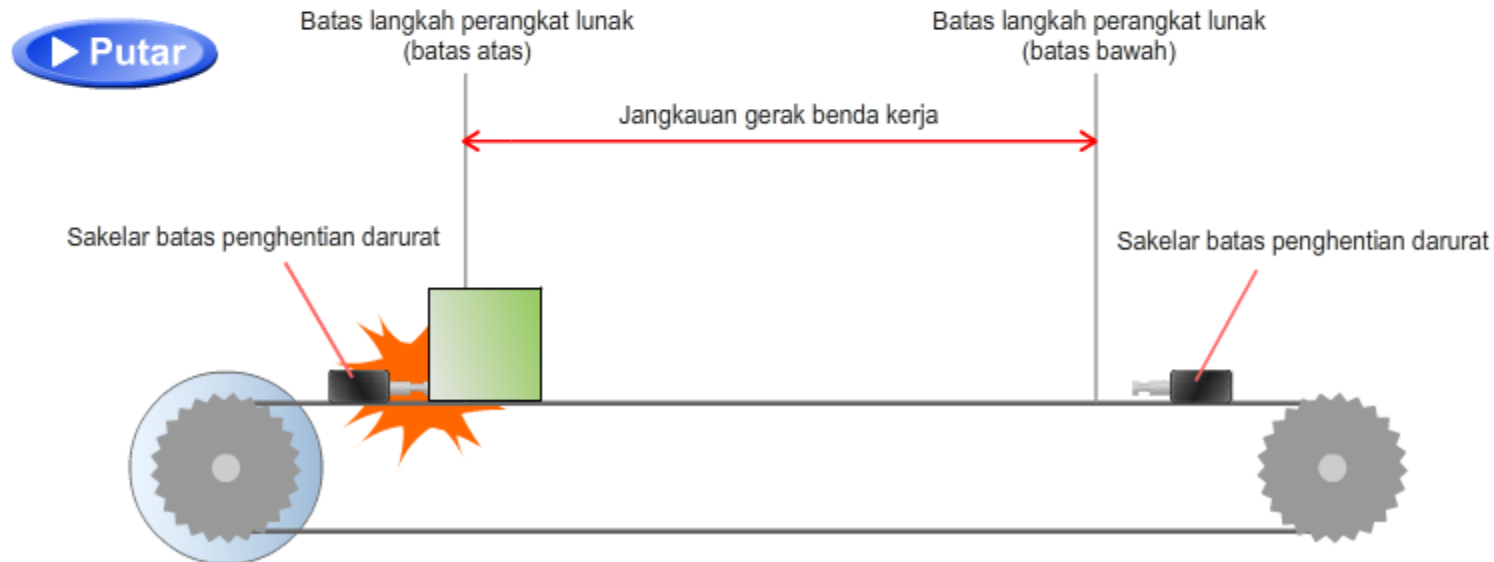 Putar
Batas langkah perangkat lunak
(batas atas)
Batas langkah perangkat lunak
(batas bawah)
Jangkauan gerak benda kerja
Sakelar batas penghentian darurat
Sakelar batas penghentian darurat